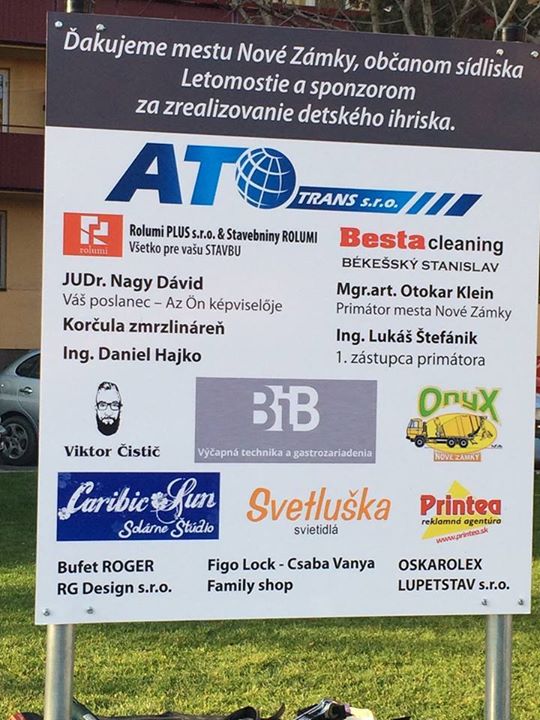 Ďakujeme mestu Nové Zámky, občanom sídliska
Letomostie a sponzorom
za zrealizovanie detského ihriska.
ATO TRANS s.r.o.
rolumi
Rolumi PLUS s.r.o. & Stavebniny ROLUMI
Všetko pre vašu STAVBU
Besta cleaning
BÉKEŠSKÝ STANISLAV
JUDr. Nagy Dávid
Váš poslanec – Az Ön képviselője
Korčula zmrzlináreň
Ing. Daniel Hajko
Mgr.art. Otokar Klein
Primátor mesta Nové Zámky
Ing. Lukáš Štefánik
1. zástupca primátora
Viktor Čistič
BiB
Výčapná technika a gastrozariadenia
OnyX
s.r.o.
NOVÉ ZÁMKY
Caribic Sun
Solárne Štúdio
Svetluška
svietidlá
Printea
reklamná agentúra
www.printea.sk
Bufet ROGER
RG Design s.r.o.
Figo Lock - Csaba Vanya
Family shop
OSKAROLEX
LUPETSTAV s.r.o.